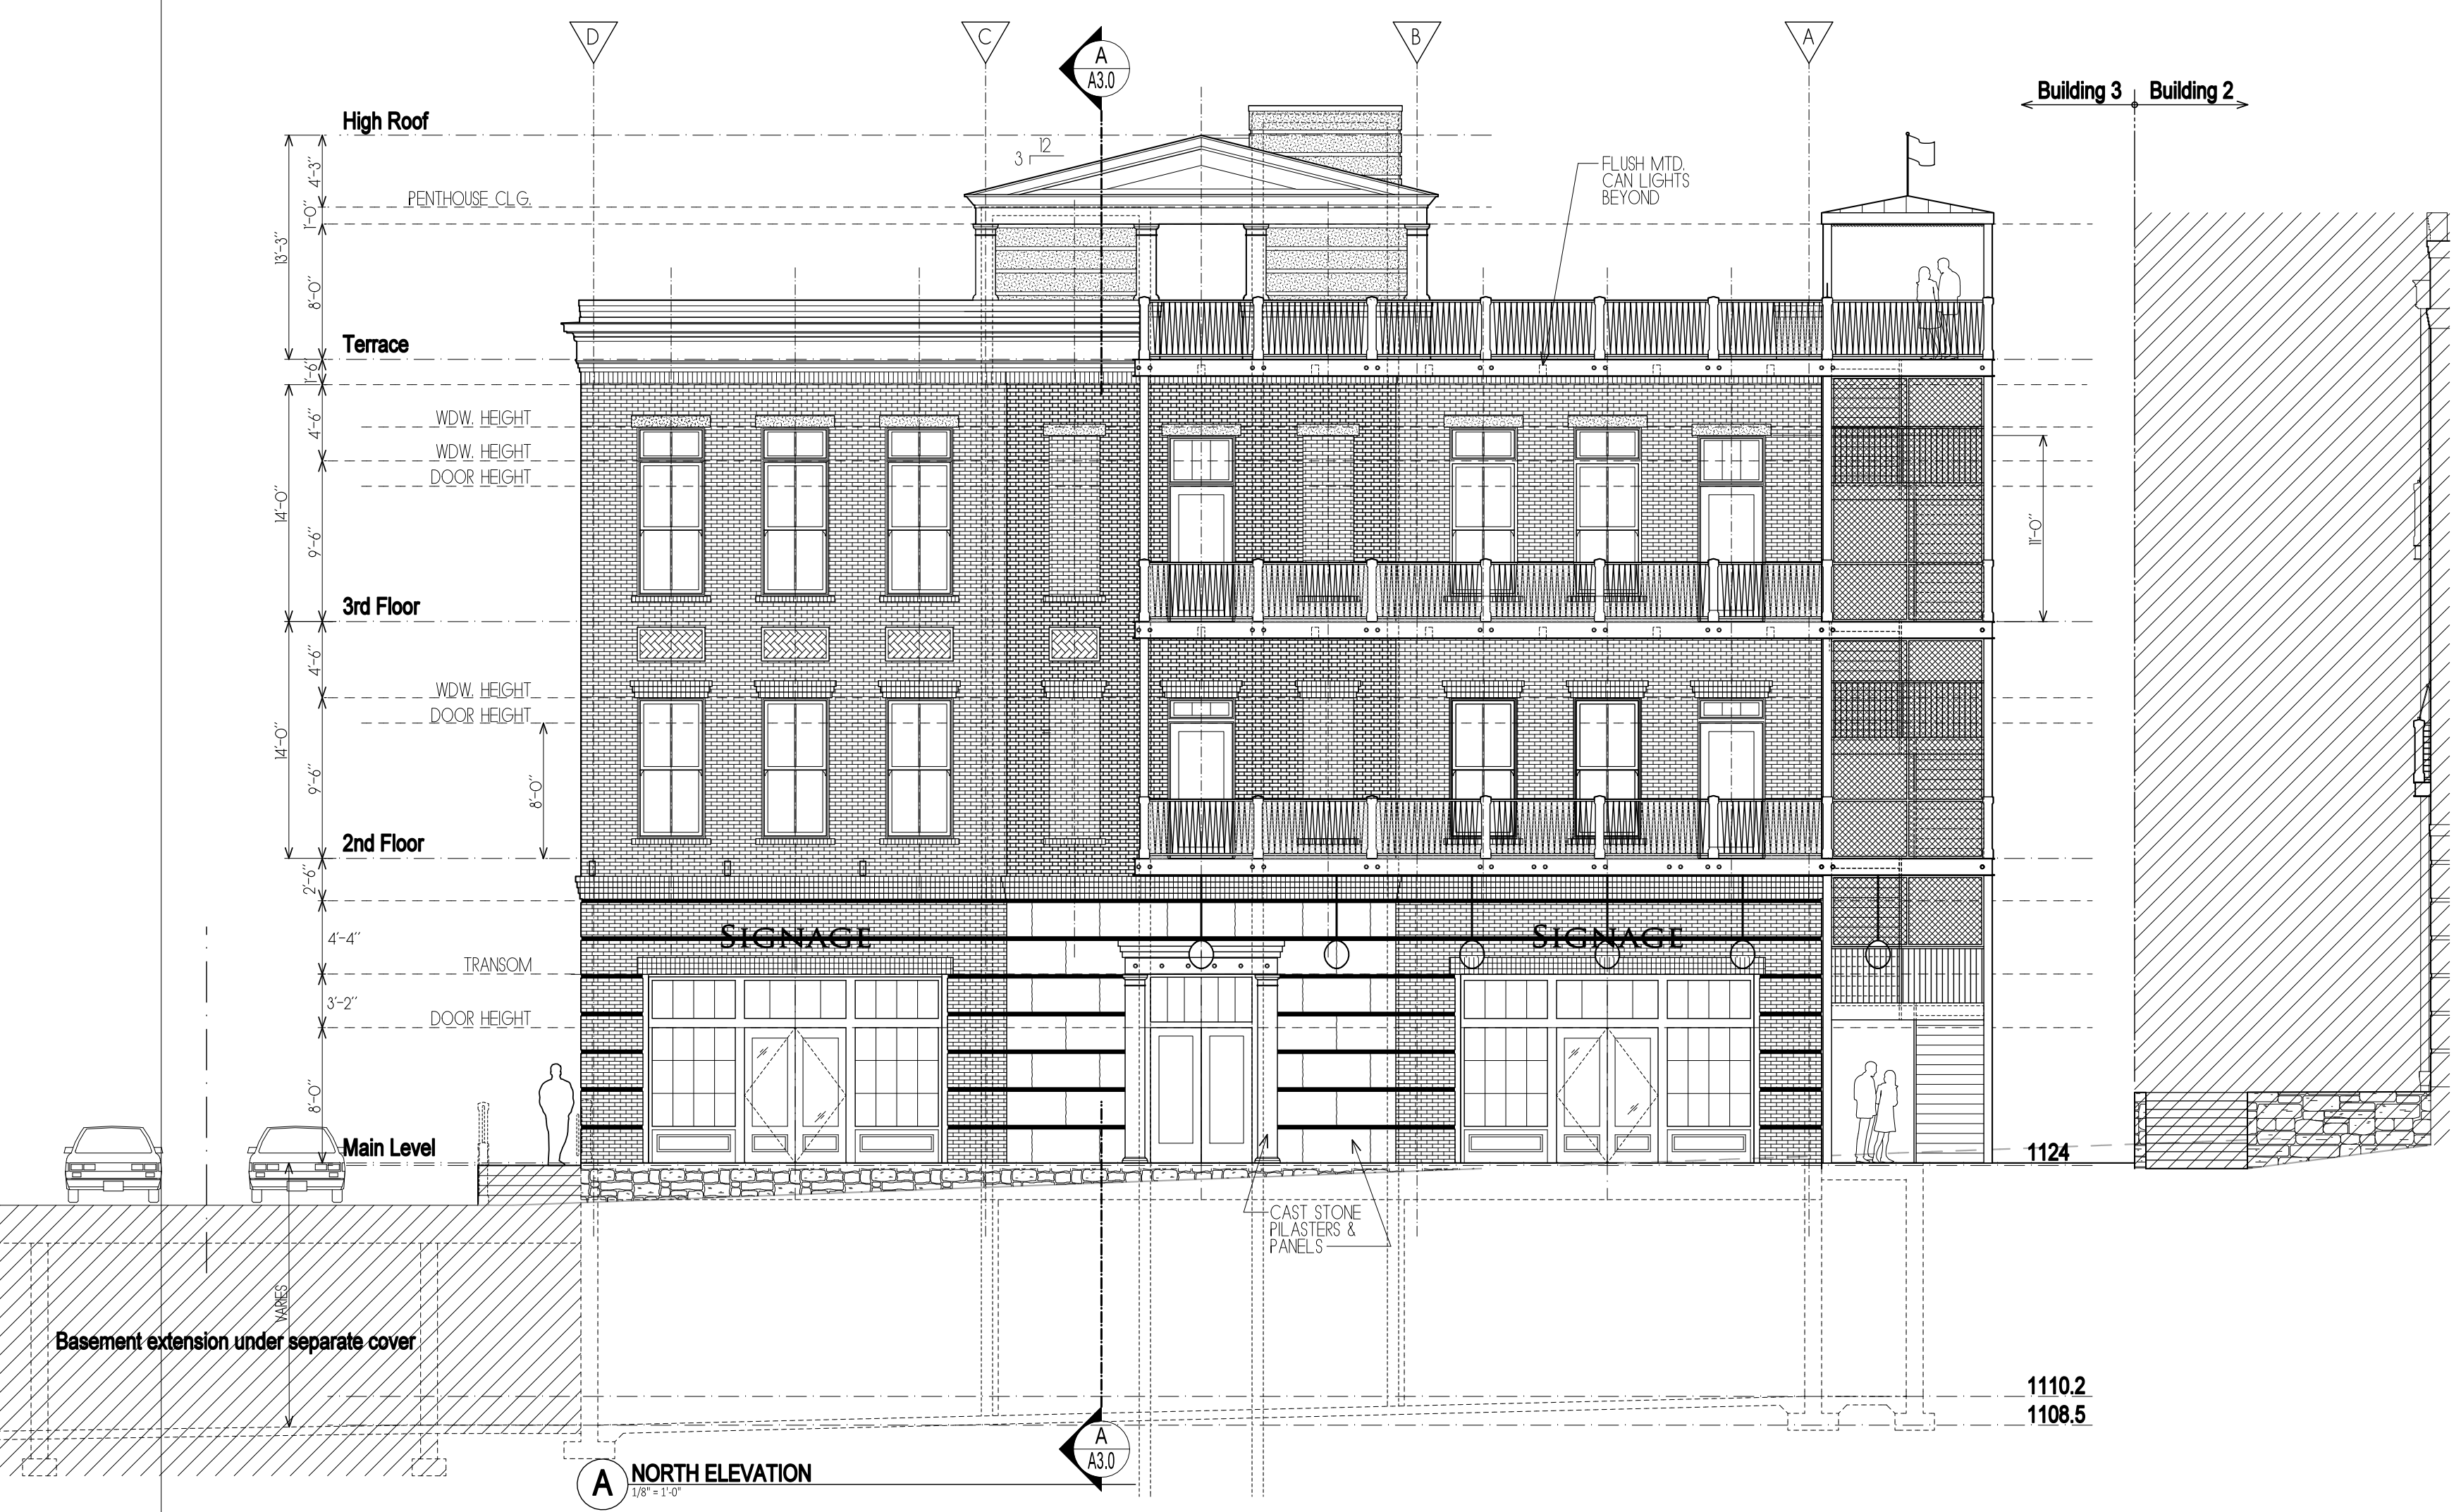 D
C
B
A
A
A3.0
Building 3
Building 2
High Roof
12
3
FLUSH MTD.
CAN LIGHTS
BEYOND
4'-3"
PENTHOUSE CLG.
1'-0"
13'-3"
8'-0"
Terrace
1'-6"
WDW. HEIGHT
4'-6"
WDW. HEIGHT
DOOR HEIGHT
14'-0"
9'-6"
11'-0"
3rd Floor
4'-6"
WDW. HEIGHT
DOOR HEIGHT
14'-0"
9'-6"
8'-0"
2nd Floor
2'-6"
4'-4"
SIGNAGE
SIGNAGE
TRANSOM
3'-2"
DOOR HEIGHT
8'-0"
Main Level
1124
CAST STONE
PILASTERS &
PANELS
VARIES
Basement extension under separate cover
1110.2
1108.5
A
A3.0
A
NORTH ELEVATION
1/8" = 1'-0"